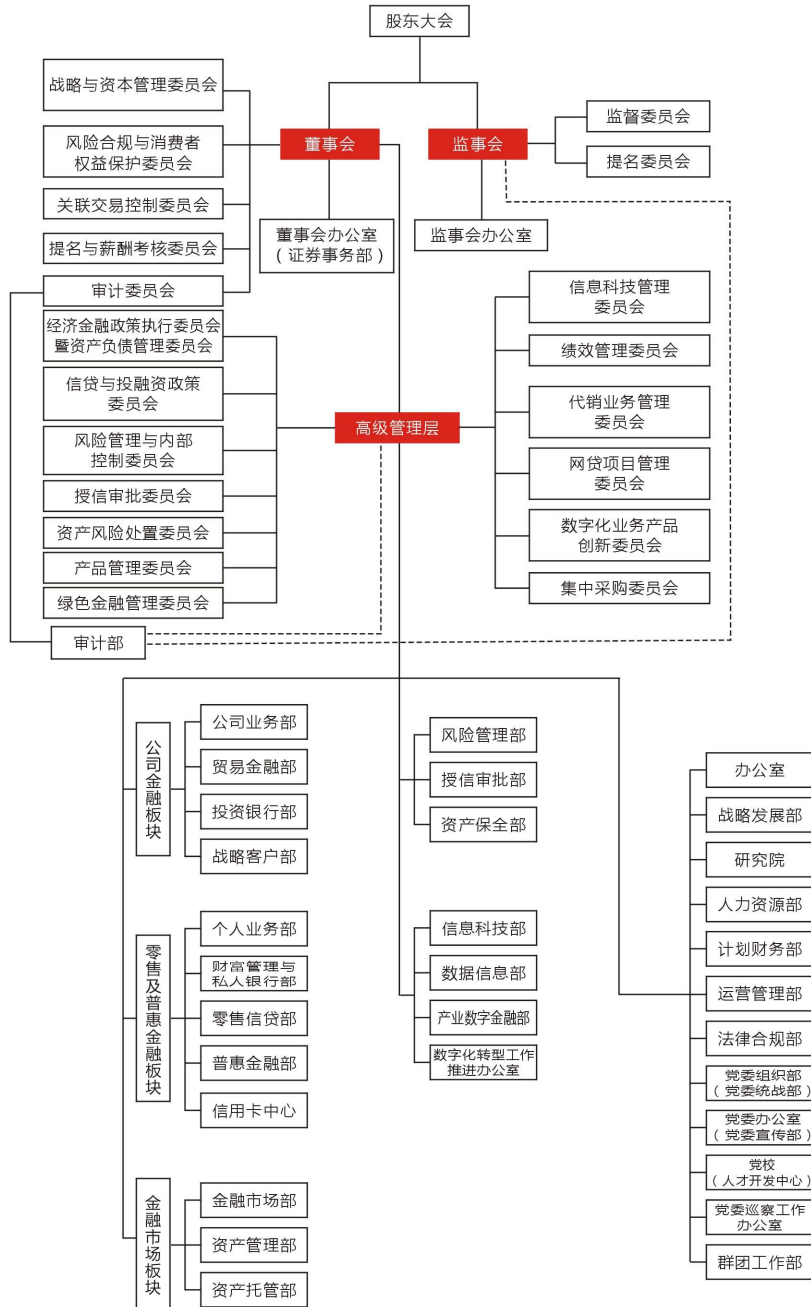 股东大会
战略与资本管理委员会
风险合规与消费者
权益保护委员会
关联交易控制委员会
提名与薪酬考核委员会
审计委员会
董事会
监事会
监督委员会
提名委员会
董事会办公室
(证券事务部)
监事会办公室
经济金融政策执行委员会
暨资产负债管理委员会
信贷与投融资政策
委员会
风险管理与内部
控制委员会
授信审批委员会
资产风险处置委员会
产品管理委员会
绿色金融管理委员会
审计部
高级管理层
信息科技管理
委员会
绩效管理委员会
代销业务管理
委员会
网贷项目管理
委员会
数字化业务产品
创新委员会
集中采购委员会
公司金融板块
公司业务部
贸易金融部
投资银行部
战略客户部
零售及普惠金融板块
个人业务部
财富管理与
私人银行部
零售信贷部
普惠金融部
信用卡中心
金融市场板块
金融市场部
资产管理部
资产托管部
风险管理部
授信审批部
资产保全部
信息科技部
数据信息部
产业数字金融部
数字化转型工作
推进办公室
办公室
战略发展部
研究院
人力资源部
计划财务部
运营管理部
法律合规部
党委组织部
(党委统战部)
党委办公室
(党委宣传部)
党校
(人才开发中心)
党委巡察工作
办公室
群团工作部